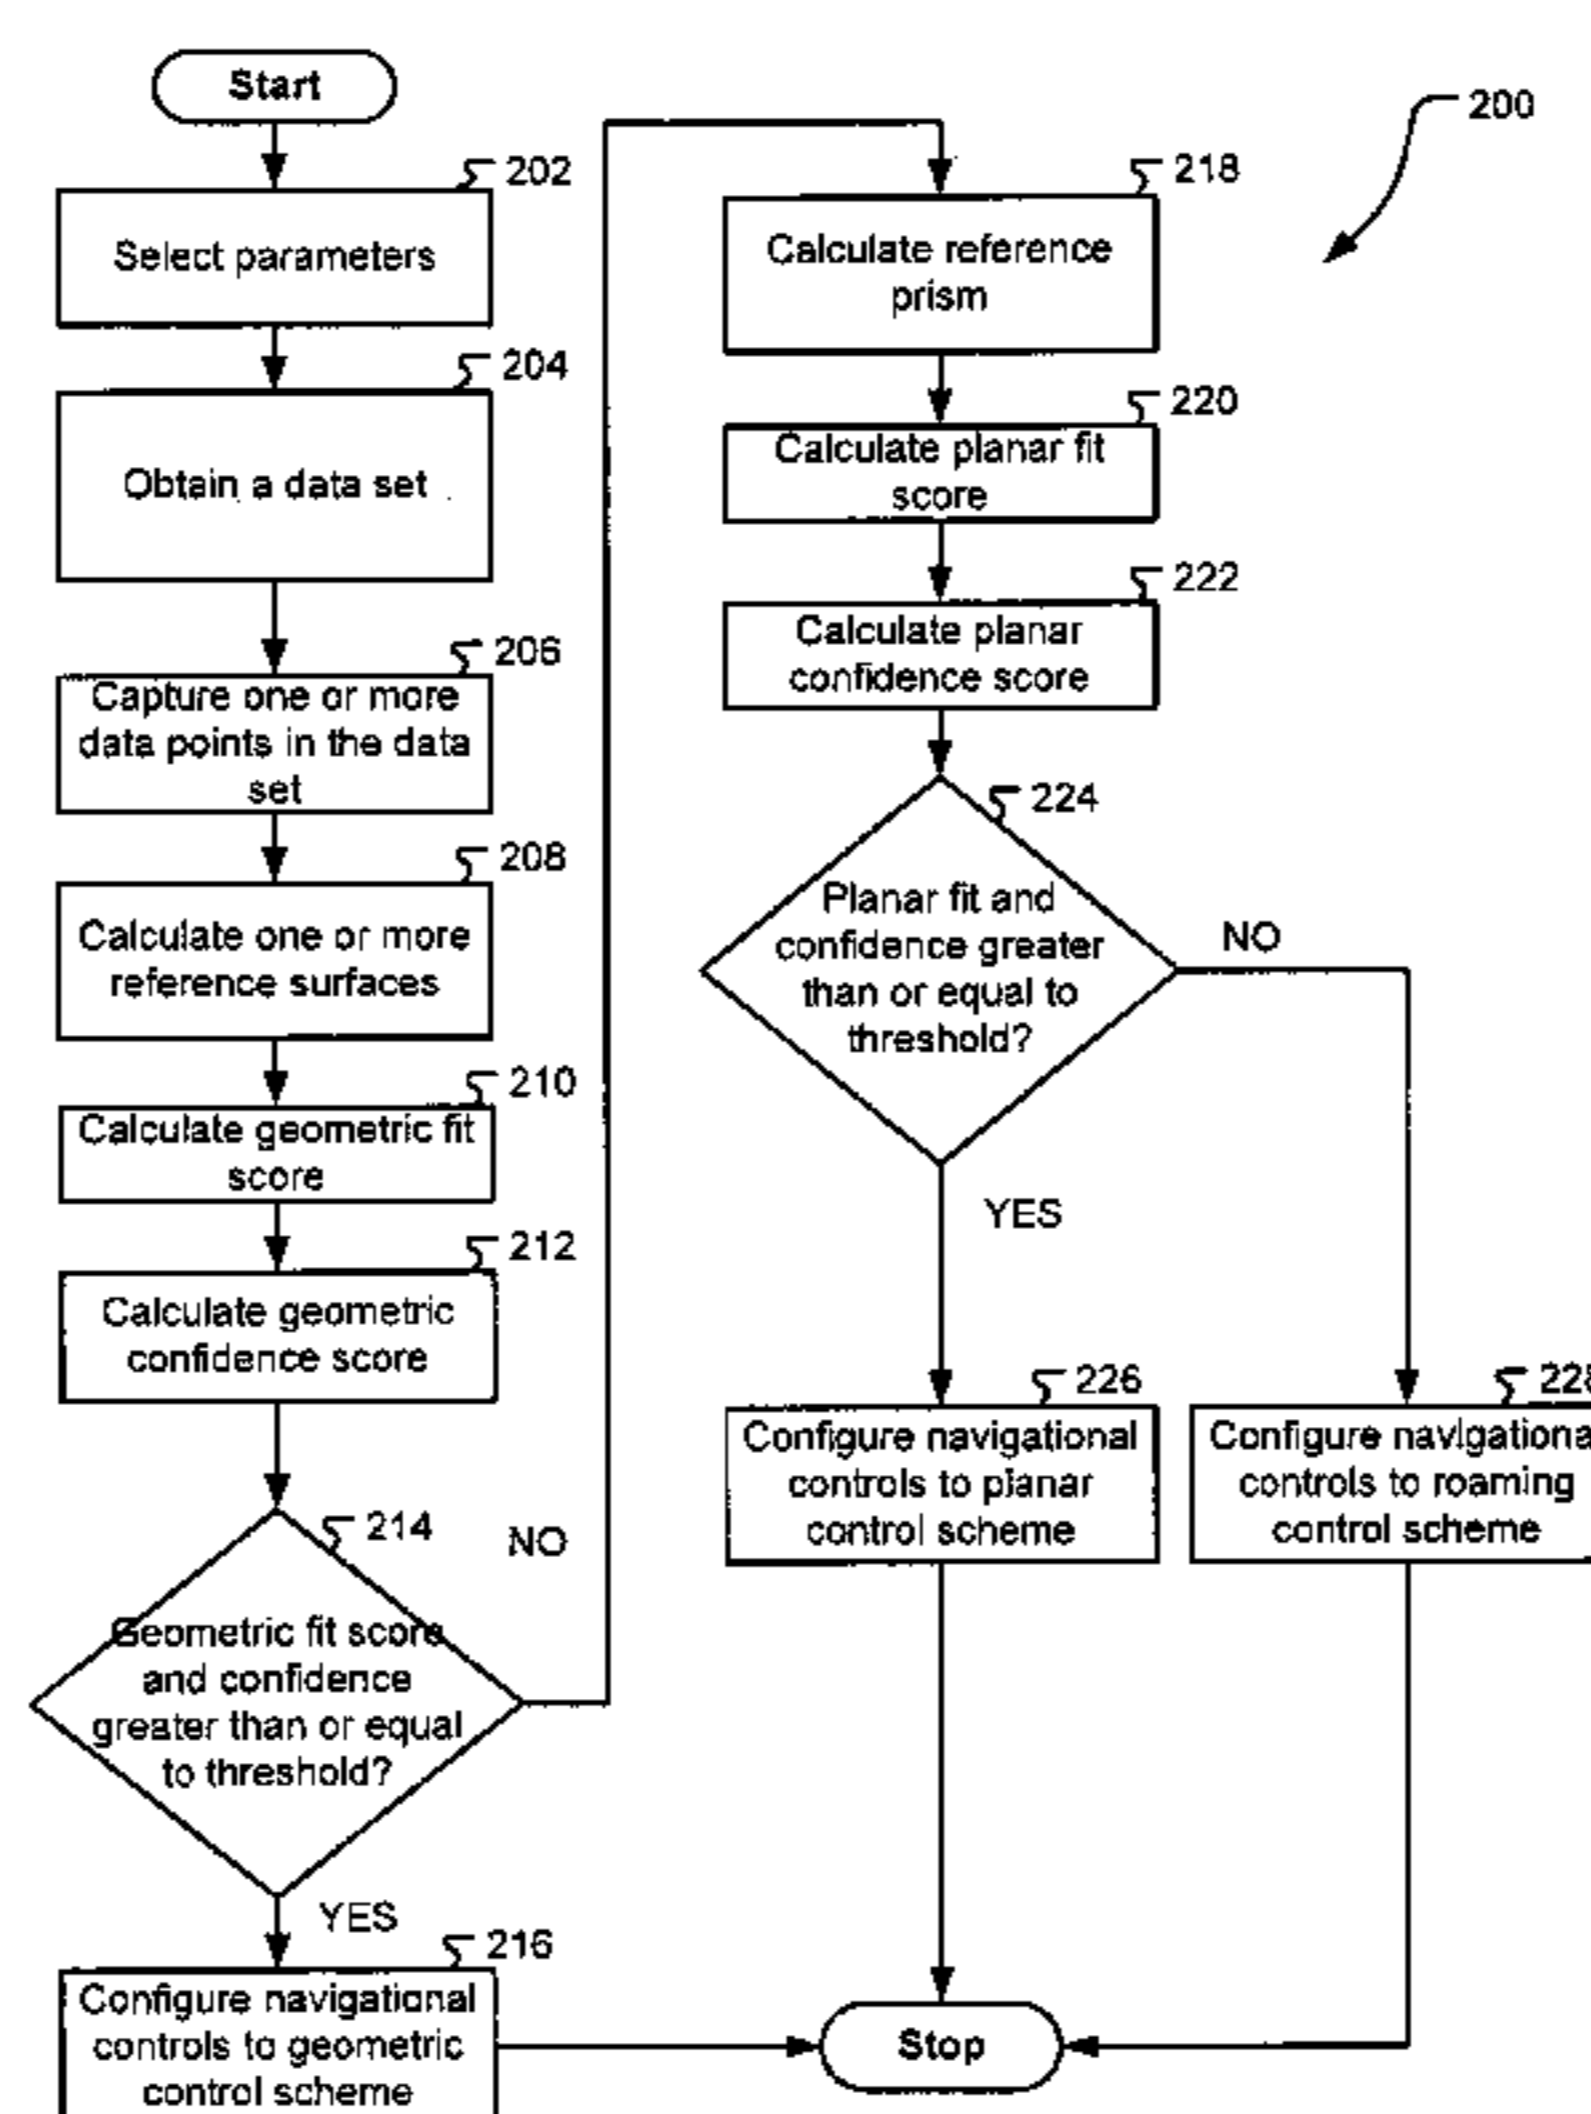 Start
202
Select parameters
204
Obtain a data set
206
Capture one or more
data points in the data
set
208
Calculate one or more
reference surfaces
210
Calculate geometric fit
score
212
Calculate geometric
confidence score
214
NO
Geometric fit score
and confidence
greater than or equal
to threshold?
YES
216
Configure navigational
controls to geometric
control scheme
200
218
Calculate reference
prism
220
Calculate planar fit
score
222
Calculate planar
confidence score
224
Planar fit and
confidence greater
than or equal to
threshold?
NO
YES
226
Configure navigational
controls to planar
control scheme
228
Configure navigationa
controls to roaming
control scheme
Stop